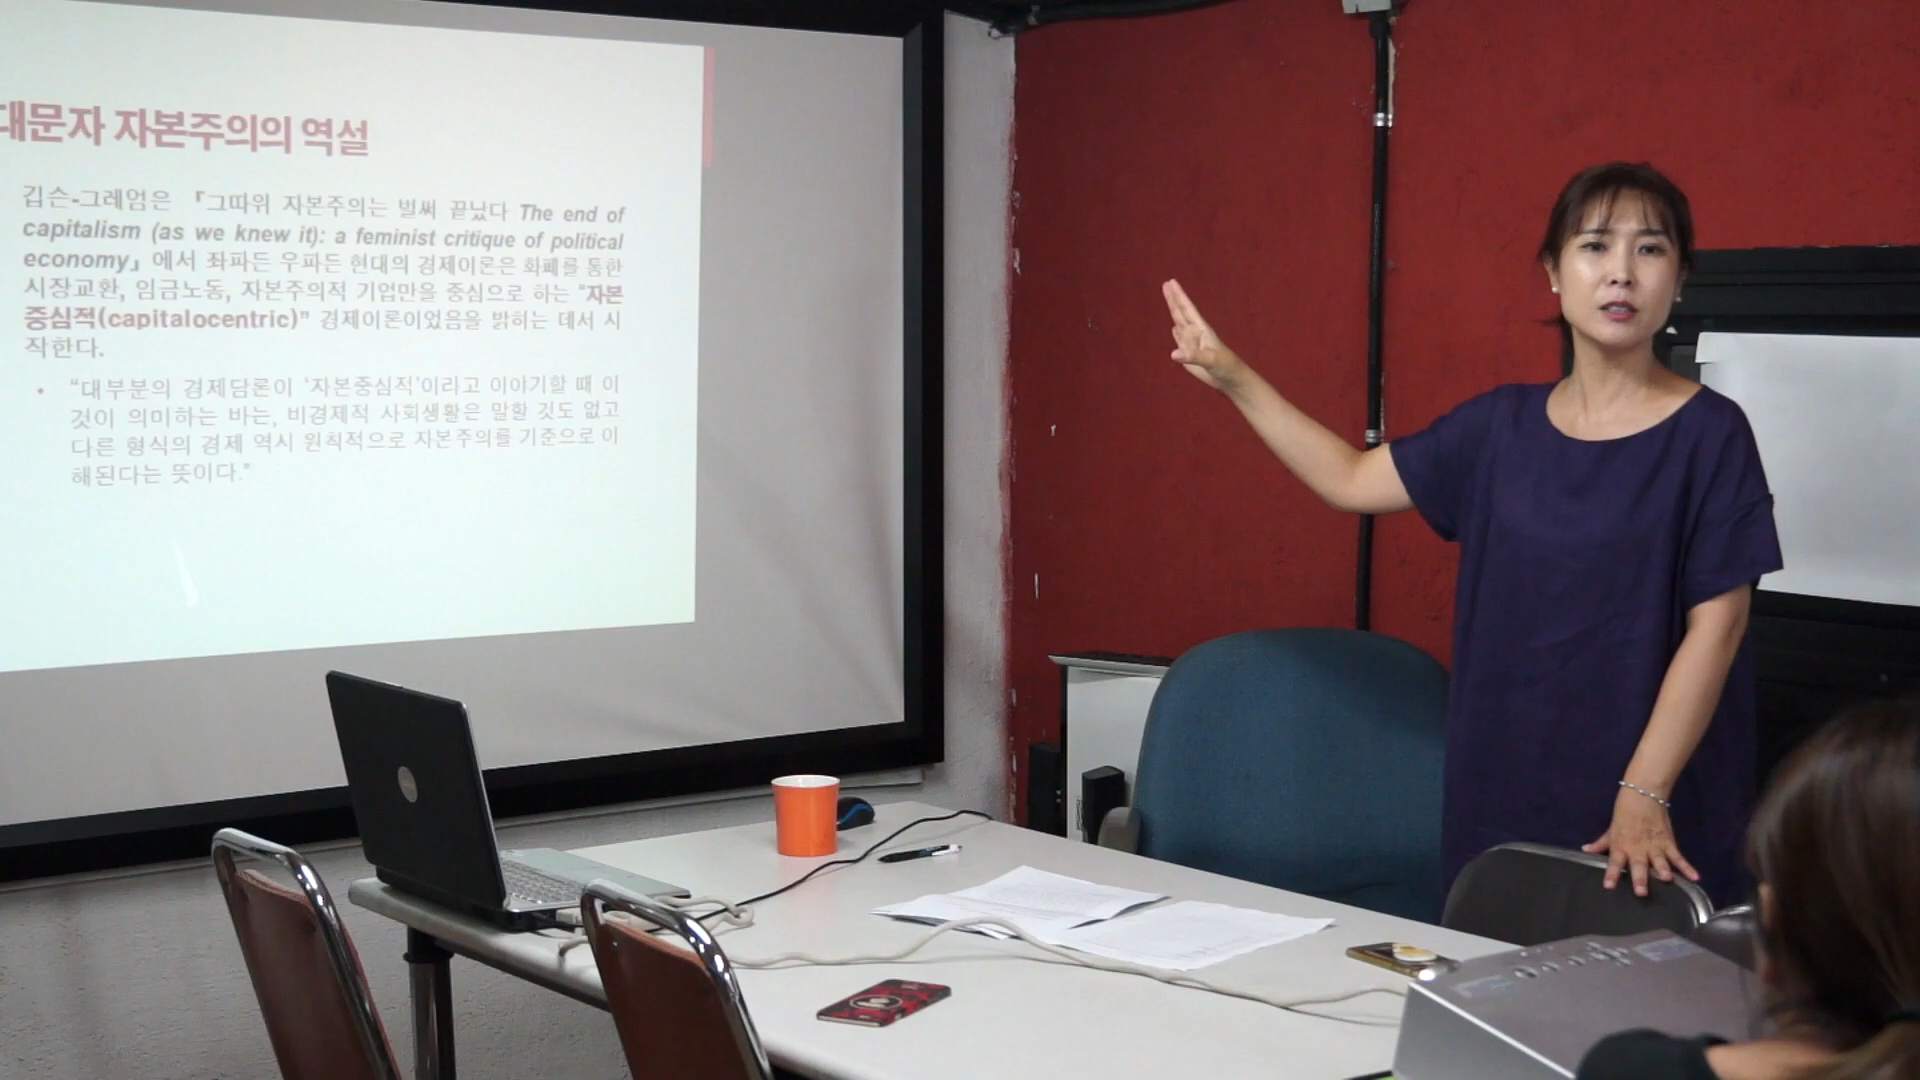 대문자 자본주의의 역설
깁슨-그레엄은 『그따위 자본주의는 벌써 끝났다 The end of
capitalism (as we knew it): a feminist critique of political
economy』에서 좌파든 우파든 현대의 경제이론은 화폐를 통한
시장교환, 임금노동, 자본주의적 기업만을 중심으로 하는 “자본
중심적(capitalocentric)” 경제이론이었음을 밝히는 데서 시
작한다.
• “대부분의 경제담론이 ‘자본중심적’이라고 이야기할 때 이
것이 의미하는 바는, 비경제적 사회생활은 말할 것도 없고
다른 형식의 경제 역시 원칙적으로 자본주의를 기준으로 이
해된다는 뜻이다.”